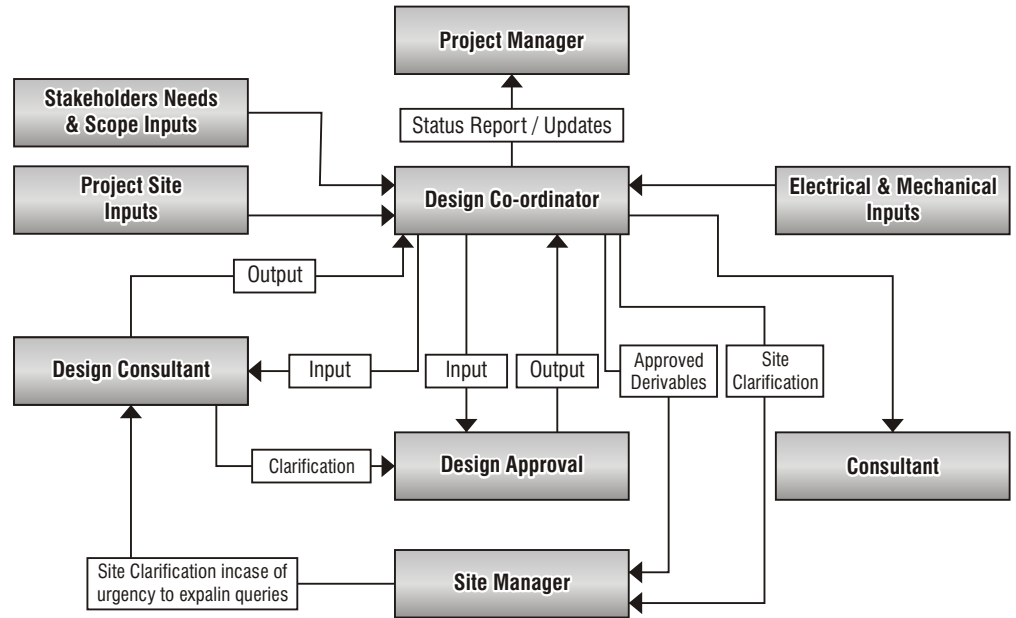 Project Manager
Stakeholders Needs
& Scope Inputs
Status Report / Updates
Project Site
Inputs
Design Co-ordinator
Electrical & Mechanical
Inputs
Output
Design Consultant
Input
Input
Output
Approved
Derivables
Site
Clarification
Clarification
Design Approval
Consultant
Site Clarification incase of
urgency to expalin queries
Site Manager